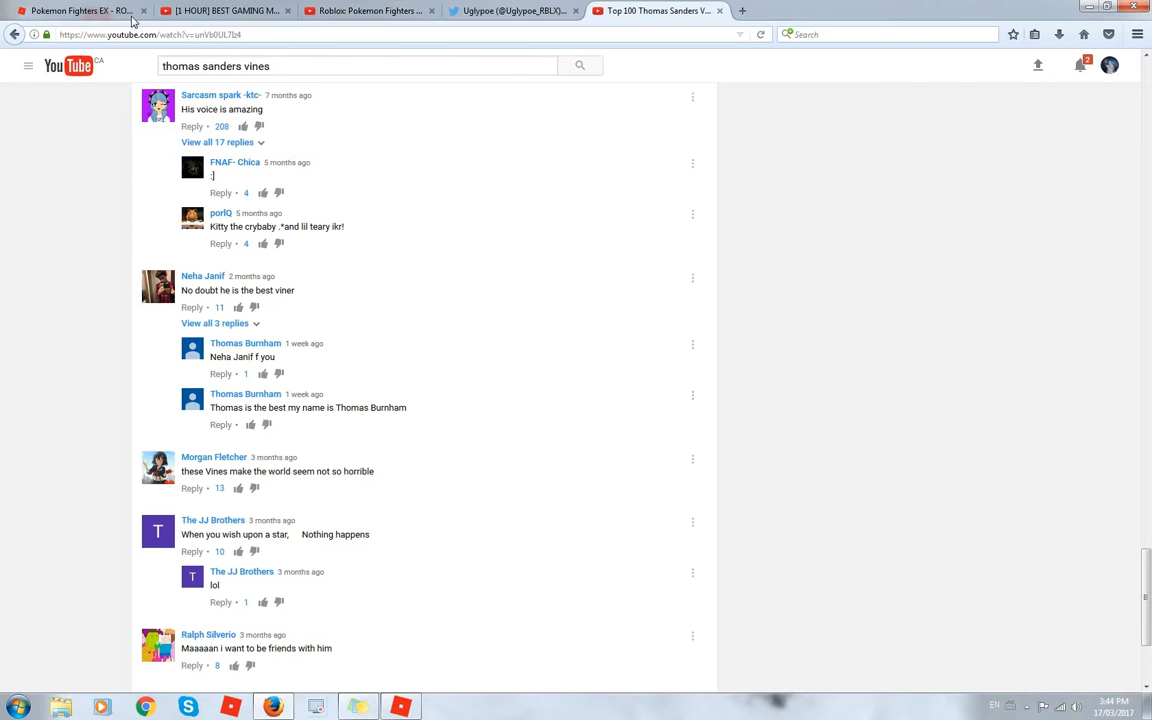 Pokemon Fighters EX - RO...
[1 HOUR] BEST GAMING M...
Roblox: Pokemon Fighters ...
Uglypoe (@Uglypoe_RBLX)...
Top 100 Thomas Sanders V...
https://www.youtube.com/watch?v=unVb0UL7Iz4
Search
YouTube CA
thomas sanders vines
2
Sarcasm spark -ktc- 7 months ago
His voice is amazing
Reply • 208
View all 17 replies
FNAF- Chica 5 months ago
:]
Reply • 4
porlQ 5 months ago
Kitty the crybaby .*and lil teary ikr!
Reply • 4
Neha Janif 2 months ago
No doubt he is the best viner
Reply • 11
View all 3 replies
Thomas Burnham 1 week ago
Neha Janif f you
Reply • 1
Thomas Burnham 1 week ago
Thomas is the best my name is Thomas Burnham
Reply •
Morgan Fletcher 3 months ago
these Vines make the world seem not so horrible
Reply • 13
T
The JJ Brothers 3 months ago
When you wish upon a star, Nothing happens
Reply • 10
T
The JJ Brothers 3 months ago
lol
Reply • 1
Ralph Silverio 3 months ago
Maaaaan i want to be friends with him
Reply • 8
EN
3:44 PM
17/03/2017